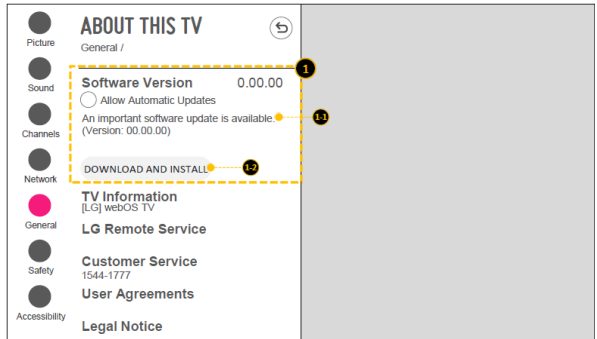 Picture
Sound
Channels
Network
General
Safety
Accessibility
ABOUT THIS TV
General /
1
Software Version 0.00.00
Allow Automatic Updates
An important software update is available. 1-1
(Version: 00.00.00)
DOWNLOAD AND INSTALL 1-2
TV Information
[LG] webOS TV
LG Remote Service
Customer Service
1544-1777
User Agreements
Legal Notice